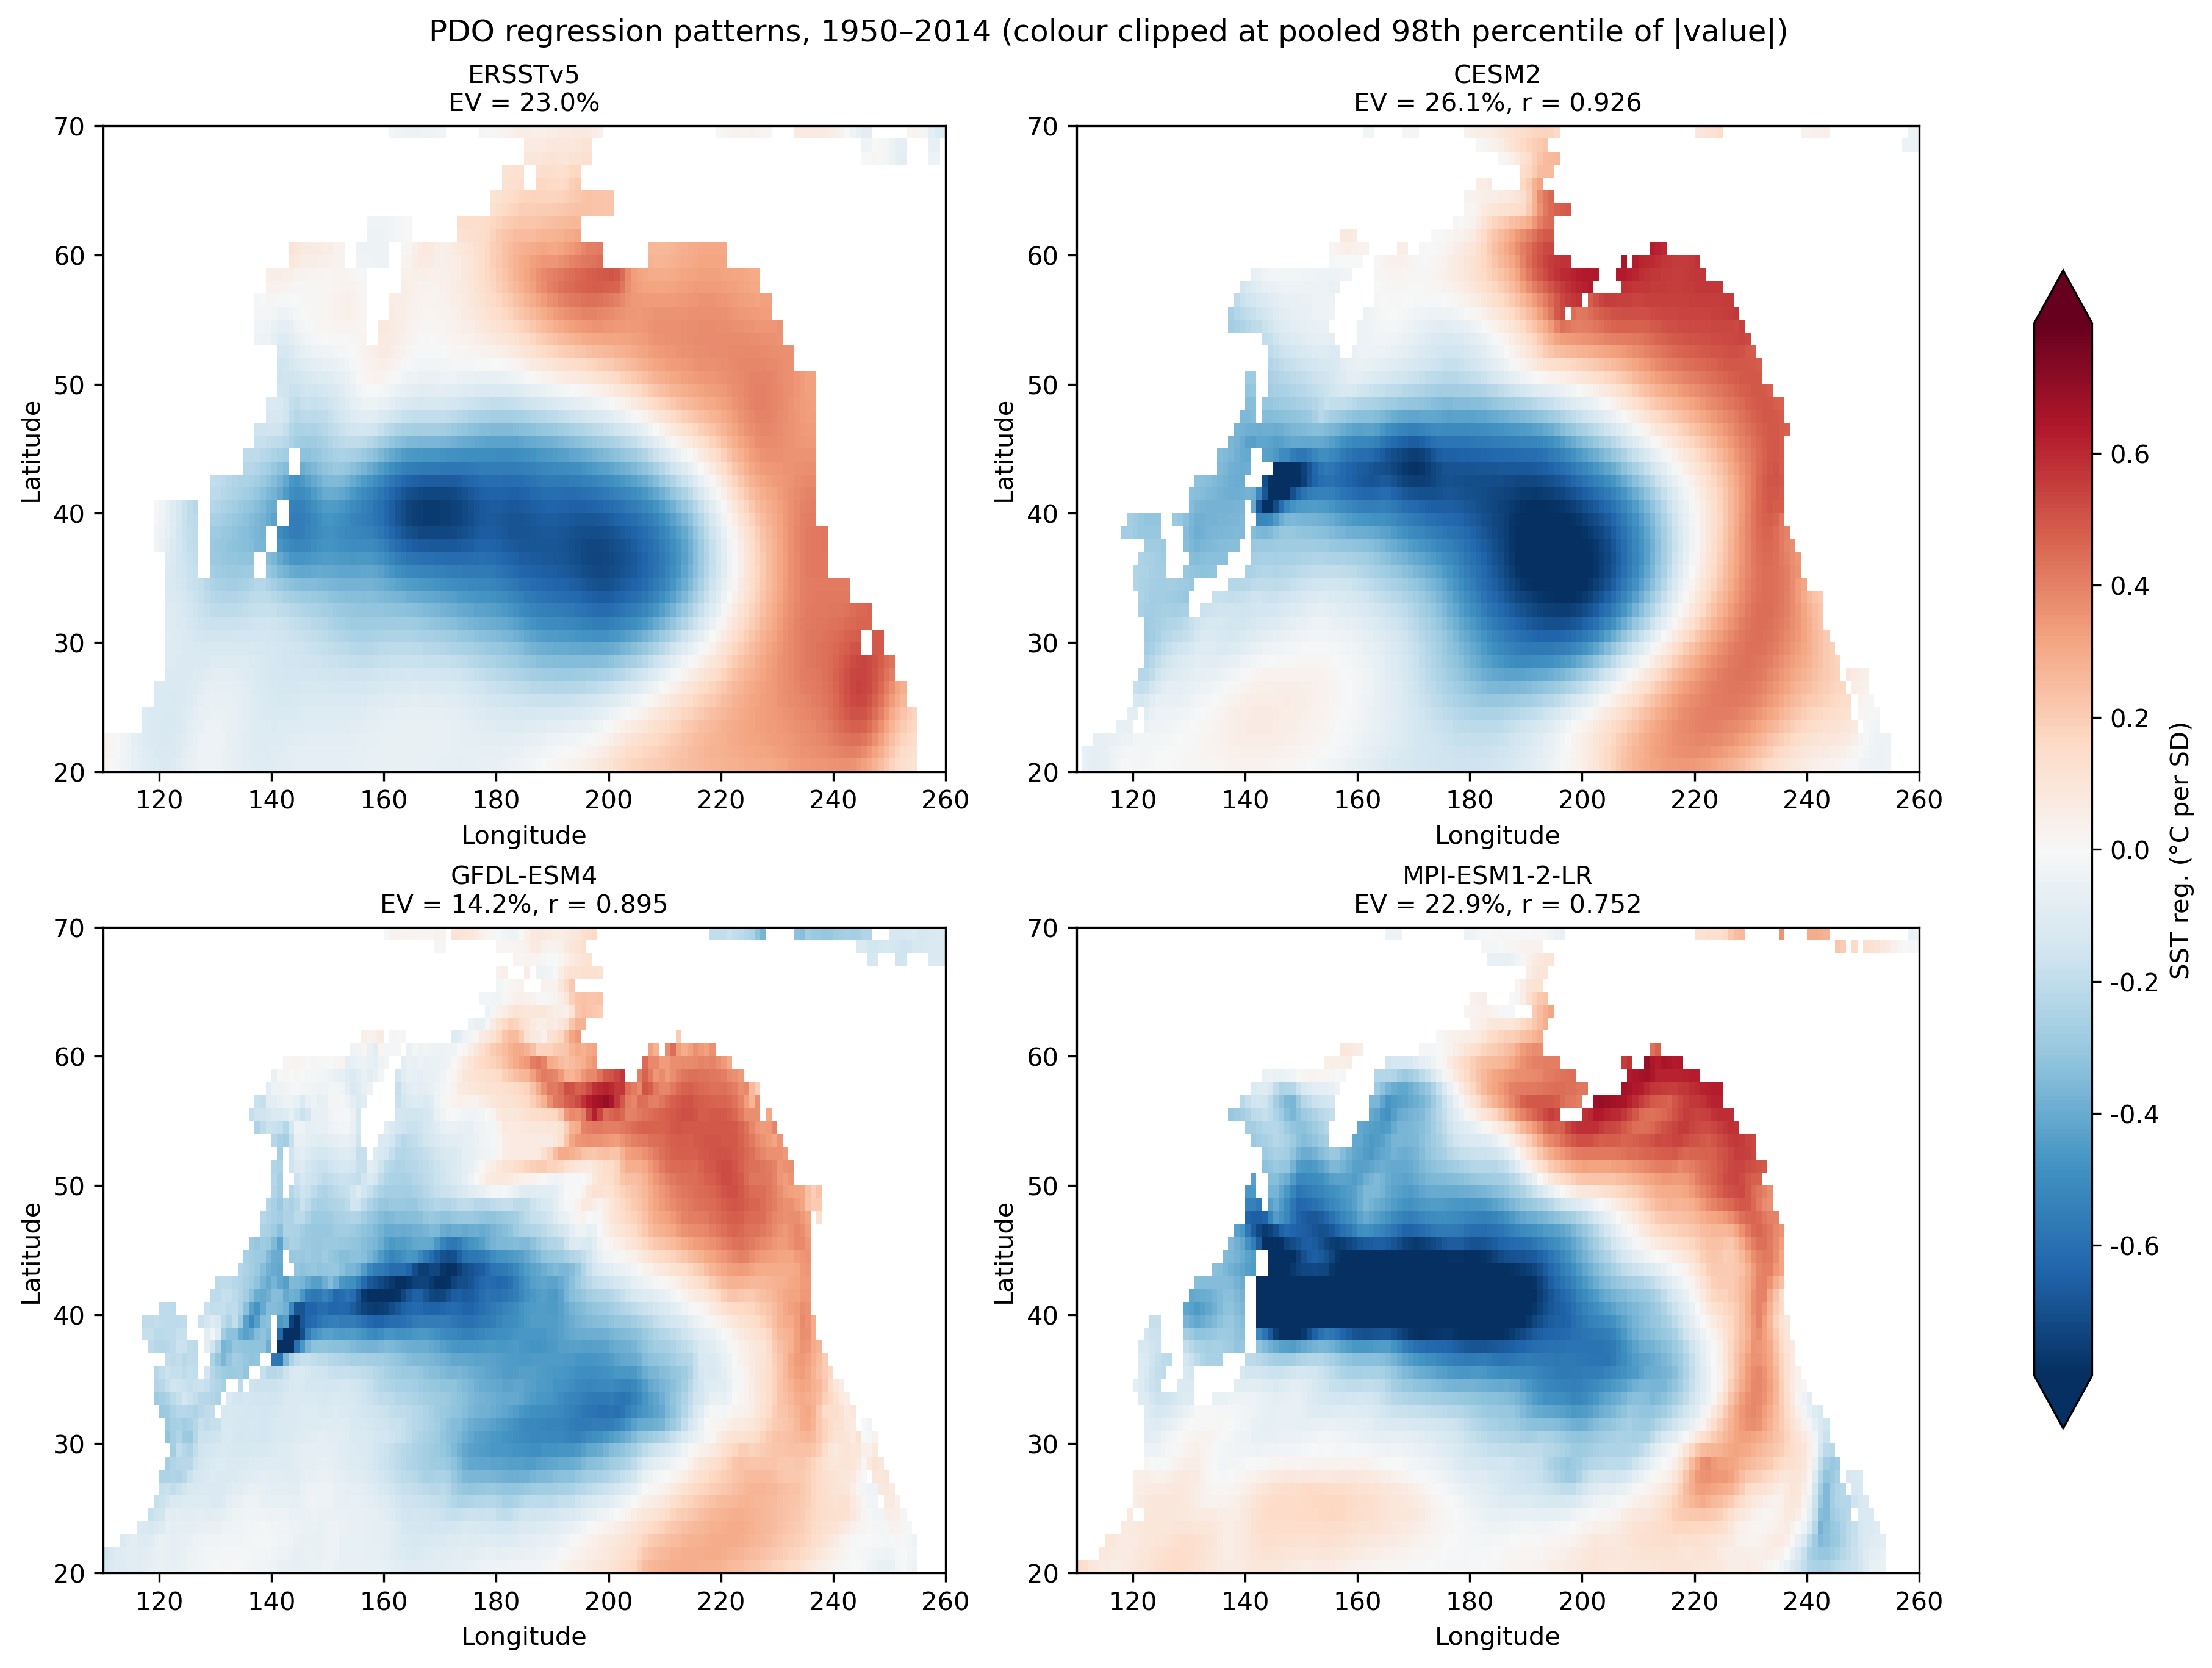 PDO regression patterns, 1950–2014 (colour clipped at pooled 98th percentile of |value|)
ERSSTv5
EV = 23.0%
70
60
50
40
30
20
Latitude
120 140 160 180 200 220 240 260
Longitude
CESM2
EV = 26.1%, r = 0.926
70
60
50
40
30
20
Latitude
120 140 160 180 200 220 240 260
Longitude
GFDL-ESM4
EV = 14.2%, r = 0.895
70
60
50
40
30
20
Latitude
120 140 160 180 200 220 240 260
Longitude
MPI-ESM1-2-LR
EV = 22.9%, r = 0.752
70
60
50
40
30
20
Latitude
120 140 160 180 200 220 240 260
Longitude
0.6
0.4
0.2
0.0
-0.2
-0.4
-0.6
SST reg. (°C per SD)